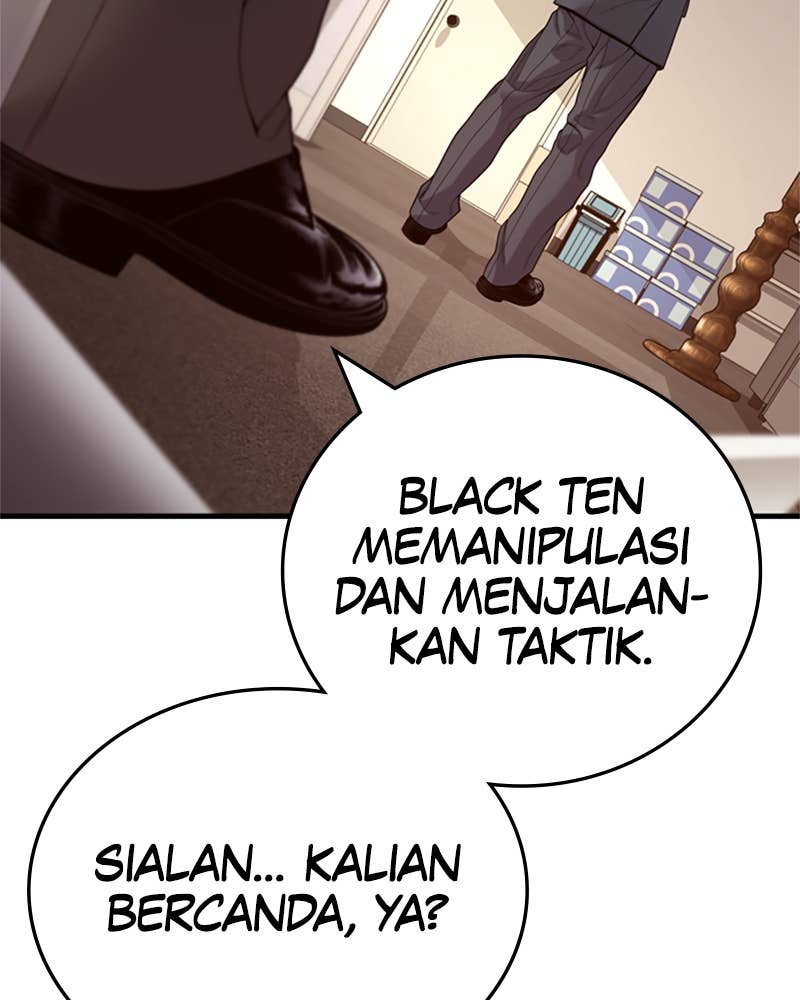 BLACK TEN
MEMANIPULASI
DAN MENJALAN-
KAN TAKTIK.
SIALAN... KALIAN
BERCANDA, YA?